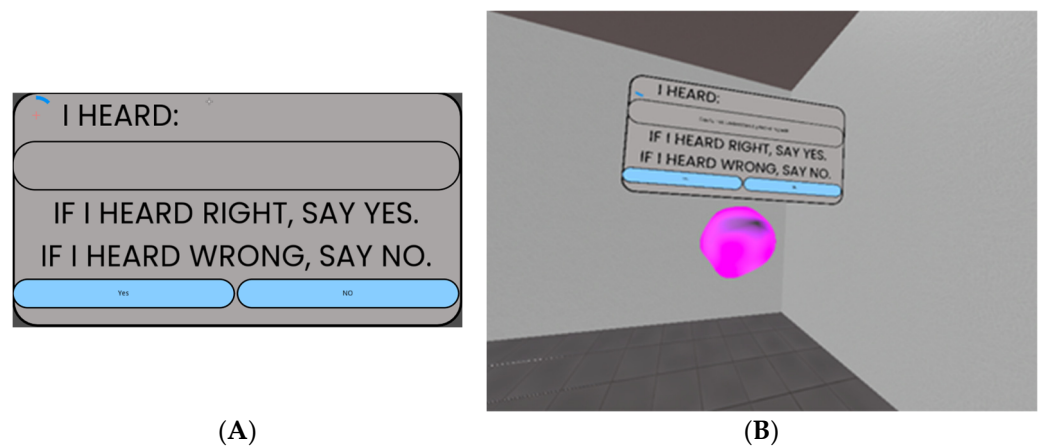 I HEARD:
IF I HEARD RIGHT, SAY YES.
IF I HEARD WRONG, SAY NO.
Yes NO
(A)
I HEARD:
IF I HEARD RIGHT, SAY YES.
IF I HEARD WRONG, SAY NO.
(B)